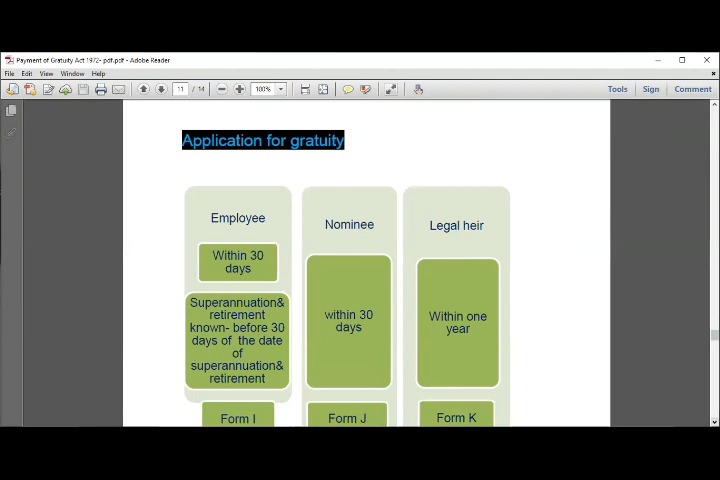 Payment of Gratuity Act 1972- pdf.pdf - Adobe Reader
File Edit View Window Help
11 / 14 100% Tools Sign Comment
Application for gratuity
Employee
Within 30
days
Superannuation&
retirement
known- before 30
days of the date
of
superannuation&
retirement
Form I
Nominee
within 30
days
Form J
Legal heir
Within one
year
Form K